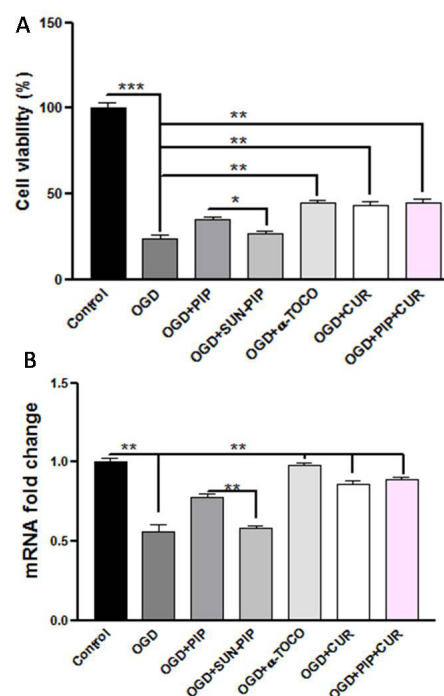 A
150
***
**
Cell viability (%)
100
**
**
50
*
0
Control
OGD
OGD+PIP
OGD+SUN-PIP
OGD+α-TOCO
OGD+CUR
OGD+PIP+CUR
B
1.5
mRNA fold change
** **
1.0
**
0.5
0.0
Control
OGD
OGD+PIP
OGD+SUN-PIP
OGD+α-TOCO
OGD+CUR
OGD+PIP+CUR